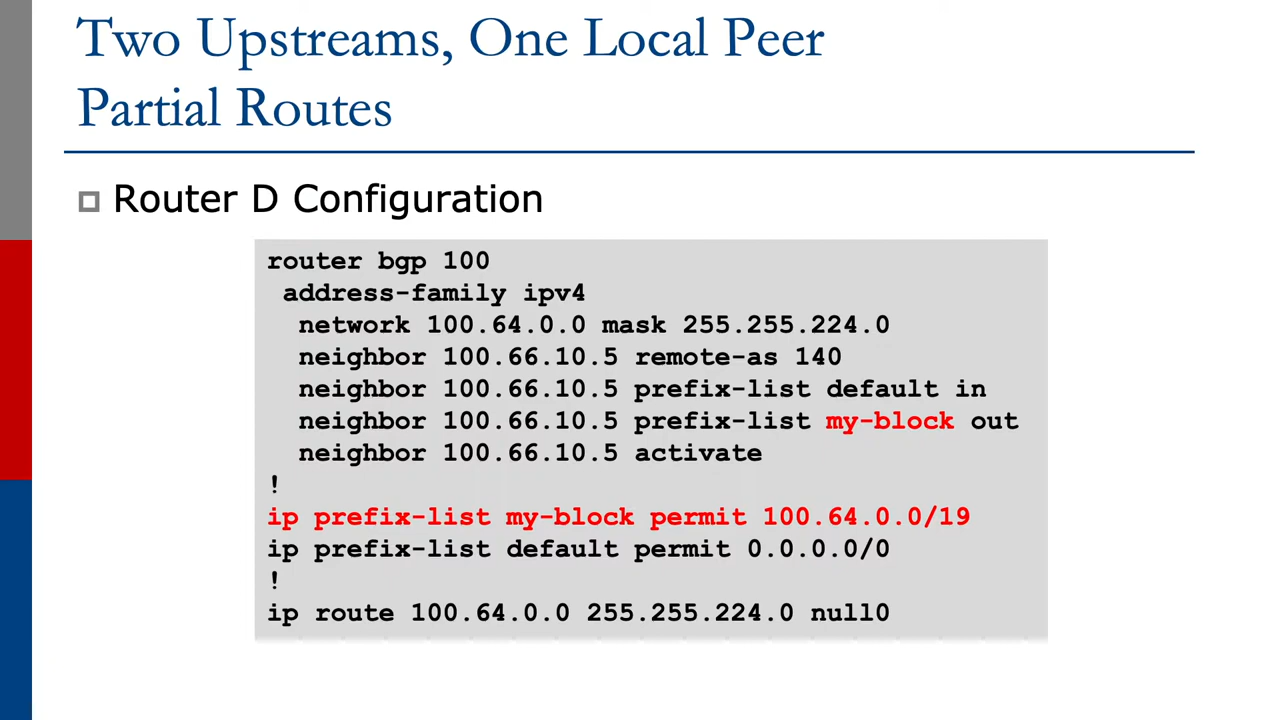 Two Upstreams, One Local Peer
Partial Routes
Router D Configuration
router bgp 100
address-family ipv4
network 100.64.0.0 mask 255.255.224.0
neighbor 100.66.10.5 remote-as 140
neighbor 100.66.10.5 prefix-list default in
neighbor 100.66.10.5 prefix-list my-block out
neighbor 100.66.10.5 activate
!
ip prefix-list my-block permit 100.64.0.0/19
ip prefix-list default permit 0.0.0.0/0
!
ip route 100.64.0.0 255.255.224.0 null0